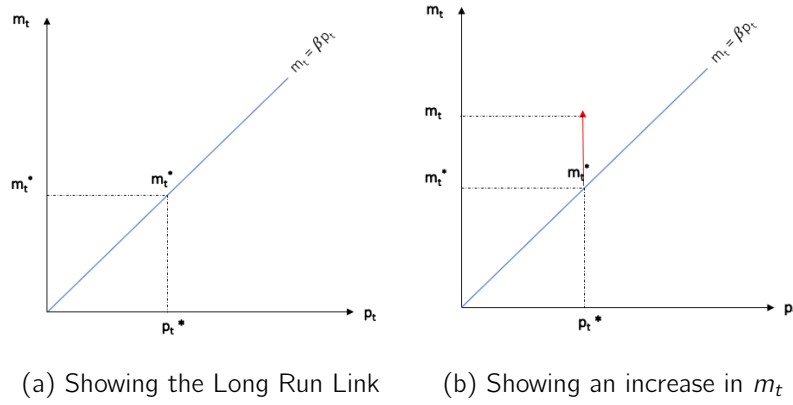 mₜ
mₜ = βpₜ
mₜ*
mₜ*
pₜ*
pₜ
mₜ
mₜ = βpₜ
mₜ
mₜ*
mₜ*
pₜ*
p
(a) Showing the Long Run Link
(b) Showing an increase in mₜ